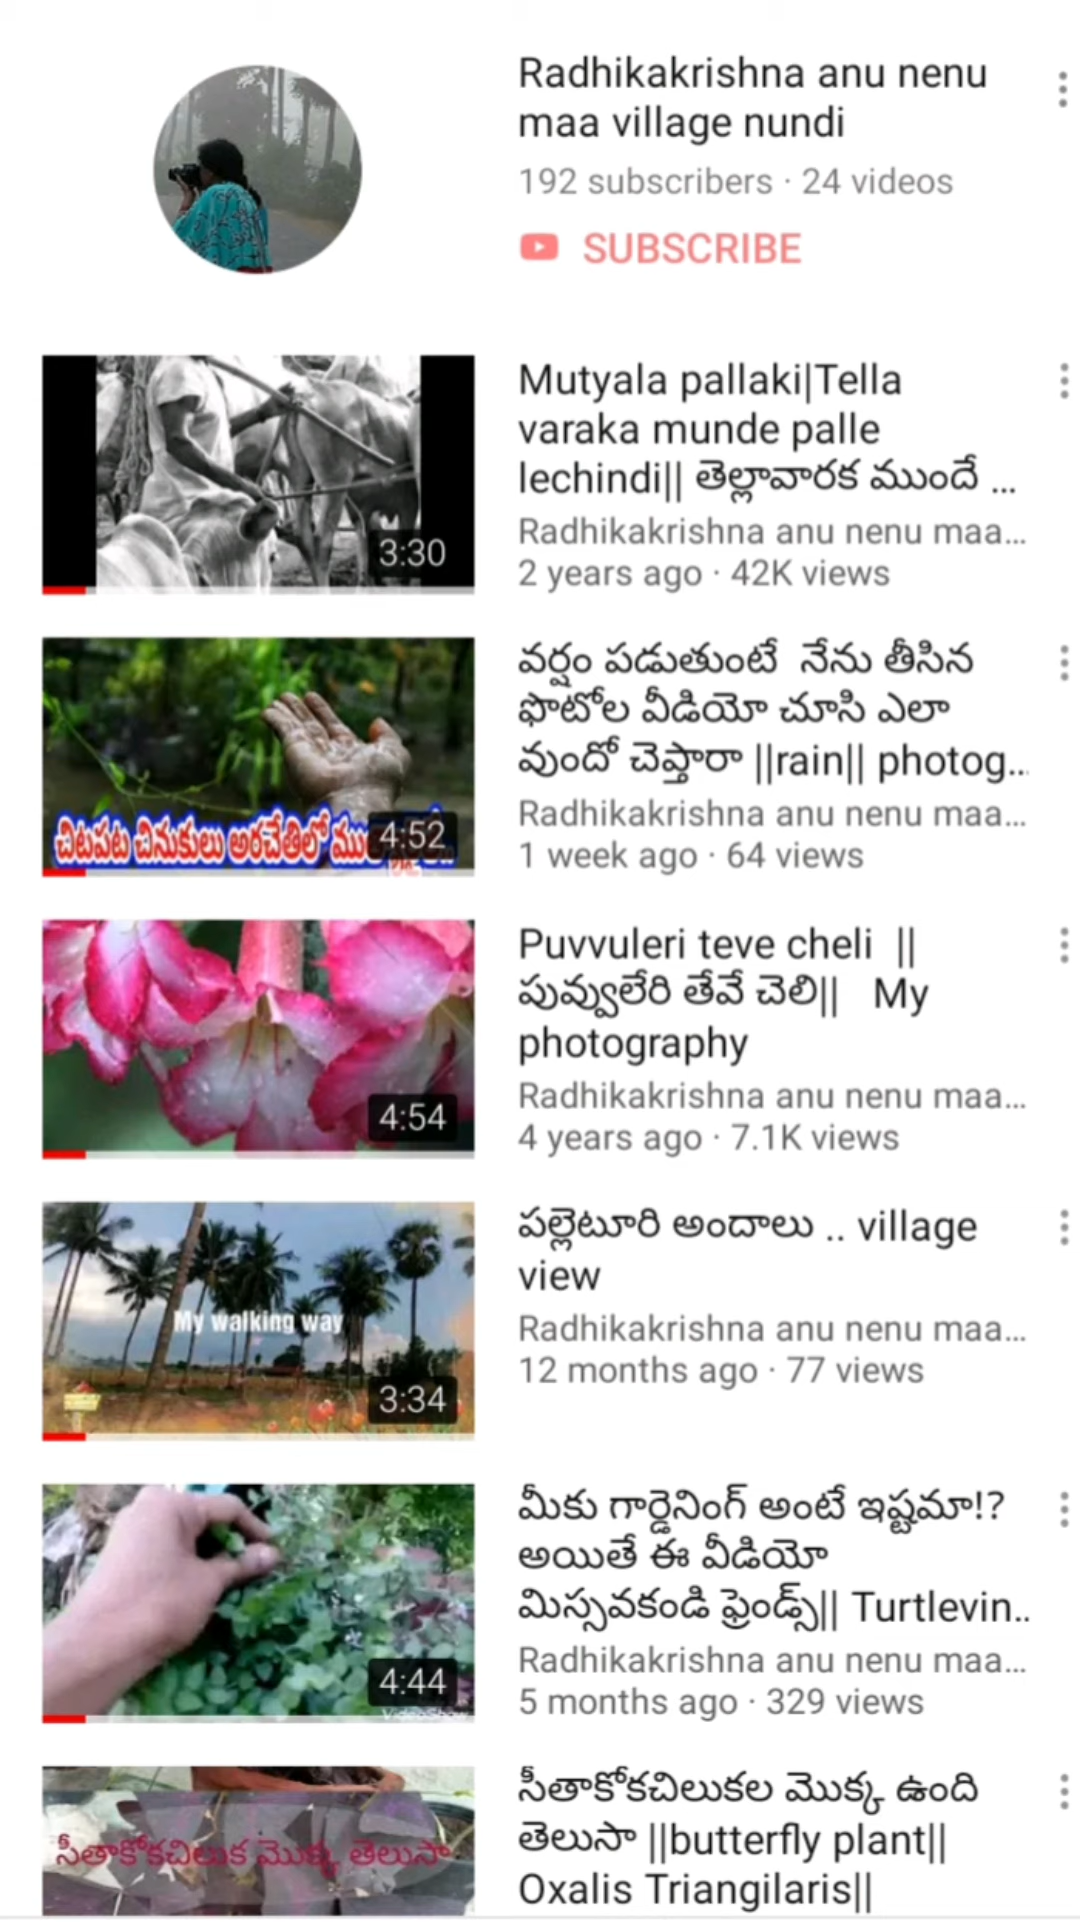 Radhikakrishna anu nenu
maa village nundi
192 subscribers · 24 videos
SUBSCRIBE
3:30
Mutyala pallaki|Tella
varaka munde palle
lechindi|| తెల్లావారక ముందే ...
Radhikakrishna anu nenu maa...
2 years ago · 42K views
చిటపట చినుకులు అరచేతిలో
4:52
వర్షం పడుతుంటే నేను తీసిన
ఫొటోల వీడియో చూసి ఎలా
వుందో చెప్తారా ||rain|| photog...
Radhikakrishna anu nenu maa...
1 week ago · 64 views
4:54
Puvvuleri teve cheli ||
పువ్వులేరి తేవే చెలి|| My
photography
Radhikakrishna anu nenu maa...
4 years ago · 7.1K views
My walking way
3:34
పల్లెటూరి అందాలు .. village
view
Radhikakrishna anu nenu maa...
12 months ago · 77 views
4:44
VideoShow
మీకు గార్డెనింగ్ అంటే ఇష్టమా!?
అయితే ఈ వీడియో
మిస్సవకండి ఫ్రెండ్స్|| Turtlevin...
Radhikakrishna anu nenu maa...
5 months ago · 329 views
సీతాకోకచిలుక మొక్క తెలుసా
సీతాకోకచిలుకల మొక్క ఉంది
తెలుసా ||butterfly plant||
Oxalis Triangilaris||